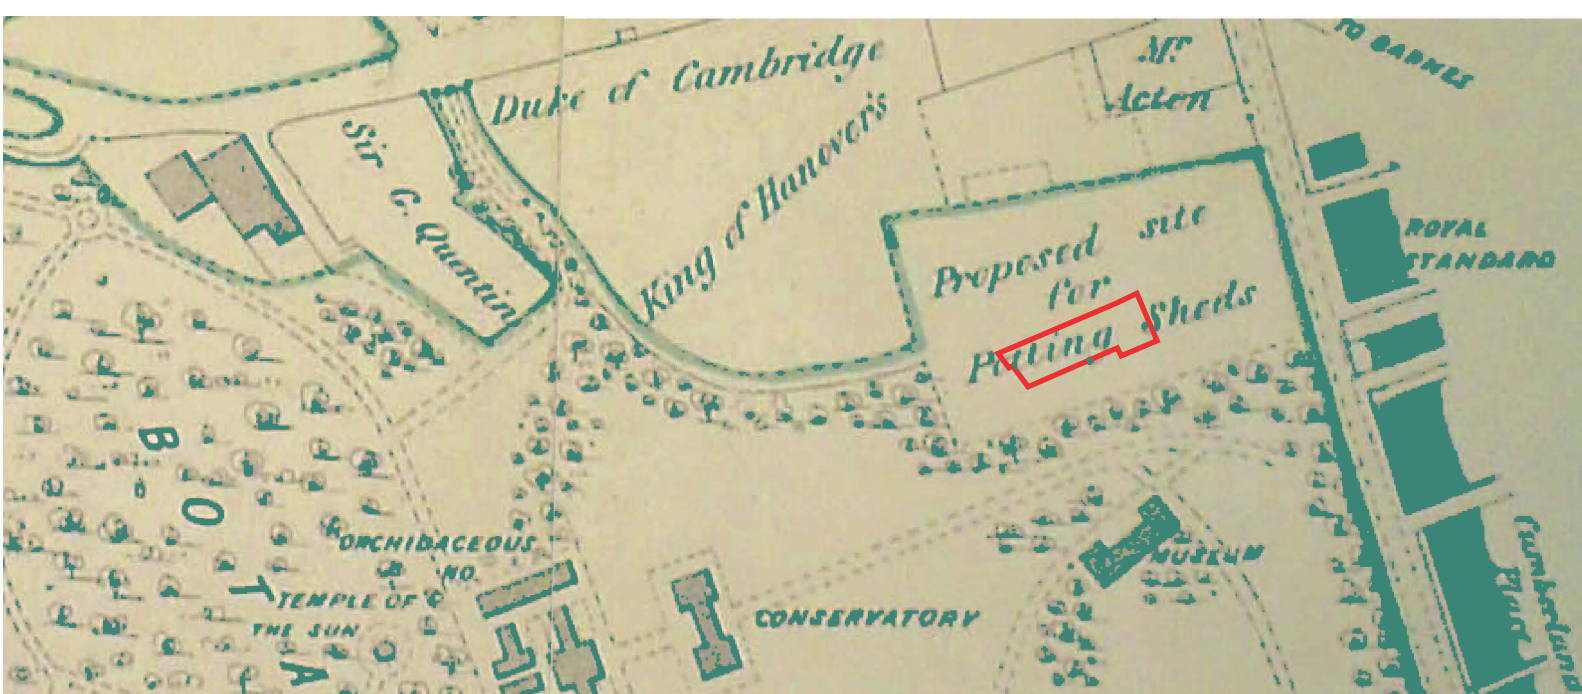 TO BARNES
Mr.
Acton
Duke of Cambridge
King of Hanover's
Sir
G. Quentin
Proposed site
for
Pitting Sheds
ROYAL
STANDARD
BOTA
ORCHIDACEOUS
HO.
TEMPLE OF
THE SUN
CONSERVATORY
MUSEUM
Cumberland
Place